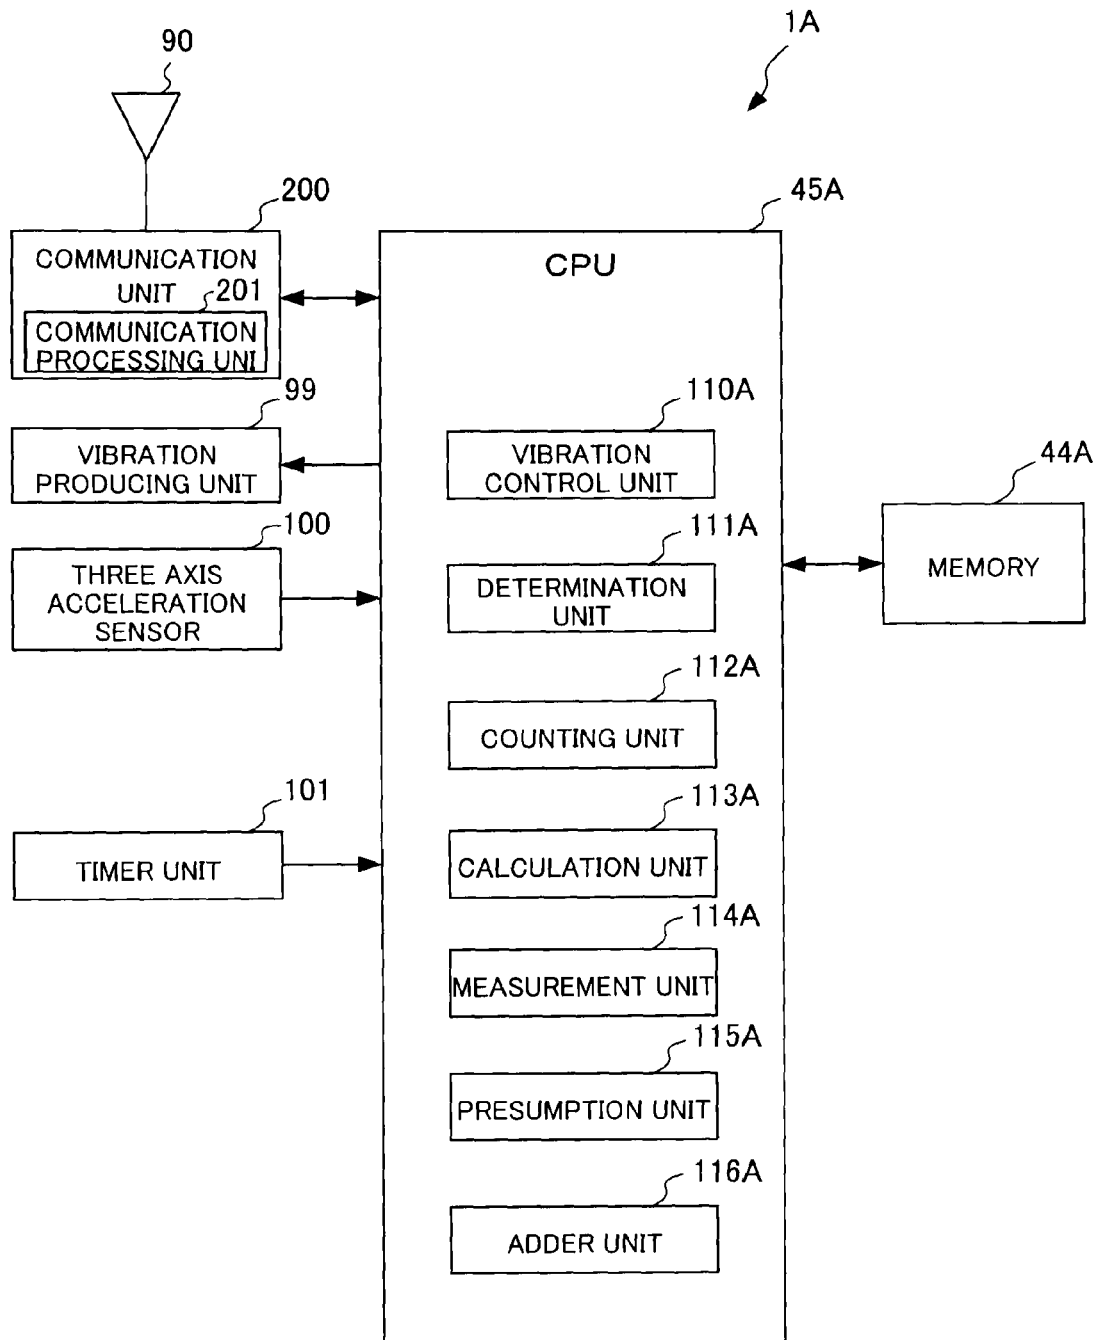 1A
90
200
45A
COMMUNICATION
UNIT
201
COMMUNICATION
PROCESSING UNI
CPU
99
VIBRATION
PRODUCING UNIT
110A
VIBRATION
CONTROL UNIT
44A
MEMORY
100
THREE AXIS
ACCELERATION
SENSOR
111A
DETERMINATION
UNIT
112A
COUNTING UNIT
101
TIMER UNIT
113A
CALCULATION UNIT
114A
MEASUREMENT UNIT
115A
PRESUMPTION UNIT
116A
ADDER UNIT